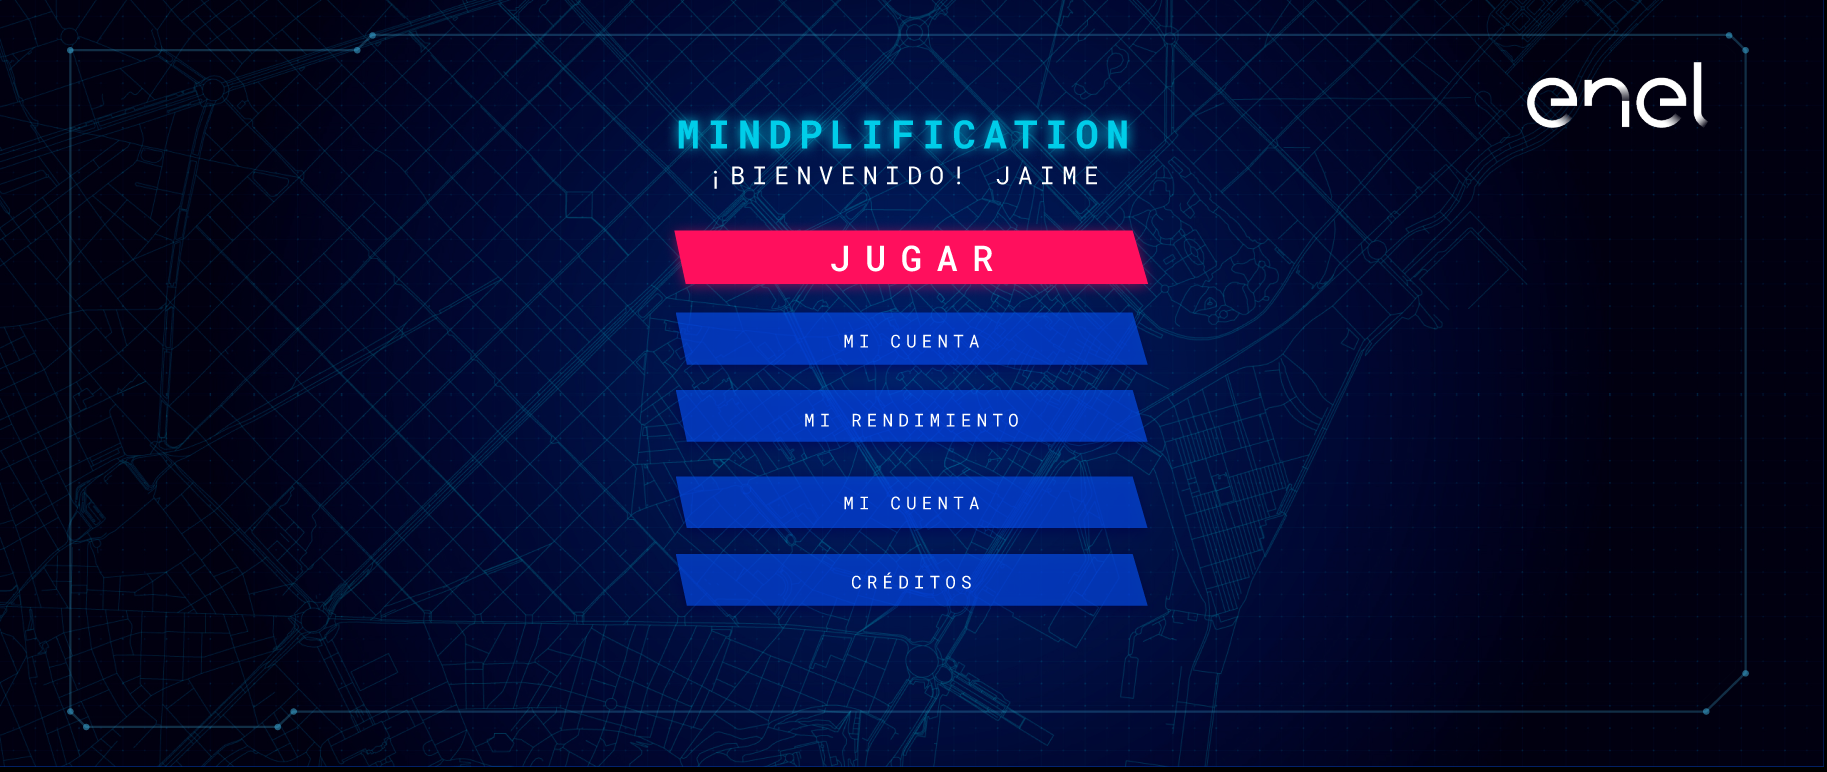 enel
MINDPLIFICATION
¡BIENVENIDO! JAIME
JUGAR
MI CUENTA
MI RENDIMIENTO
MI CUENTA
CRÉDITOS